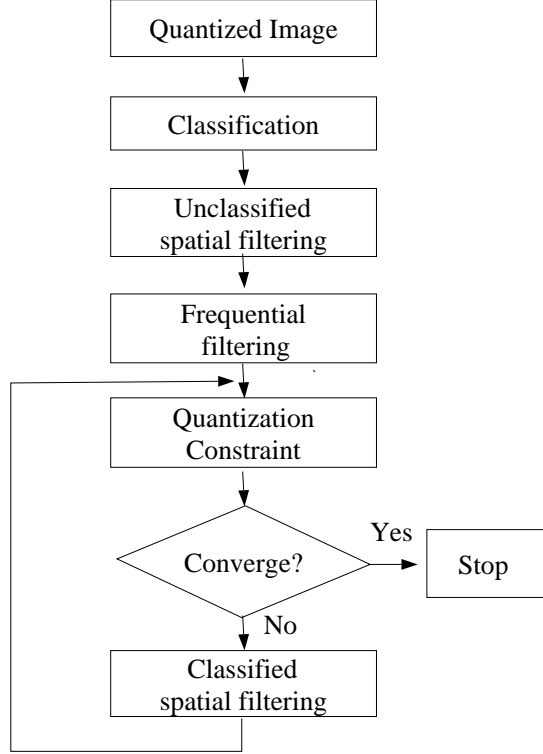 Quantized Image
Classification
Unclassified
spatial filtering
Frequential
filtering
Quantization
Constraint
Converge?
Yes
Stop
No
Classified
spatial filtering